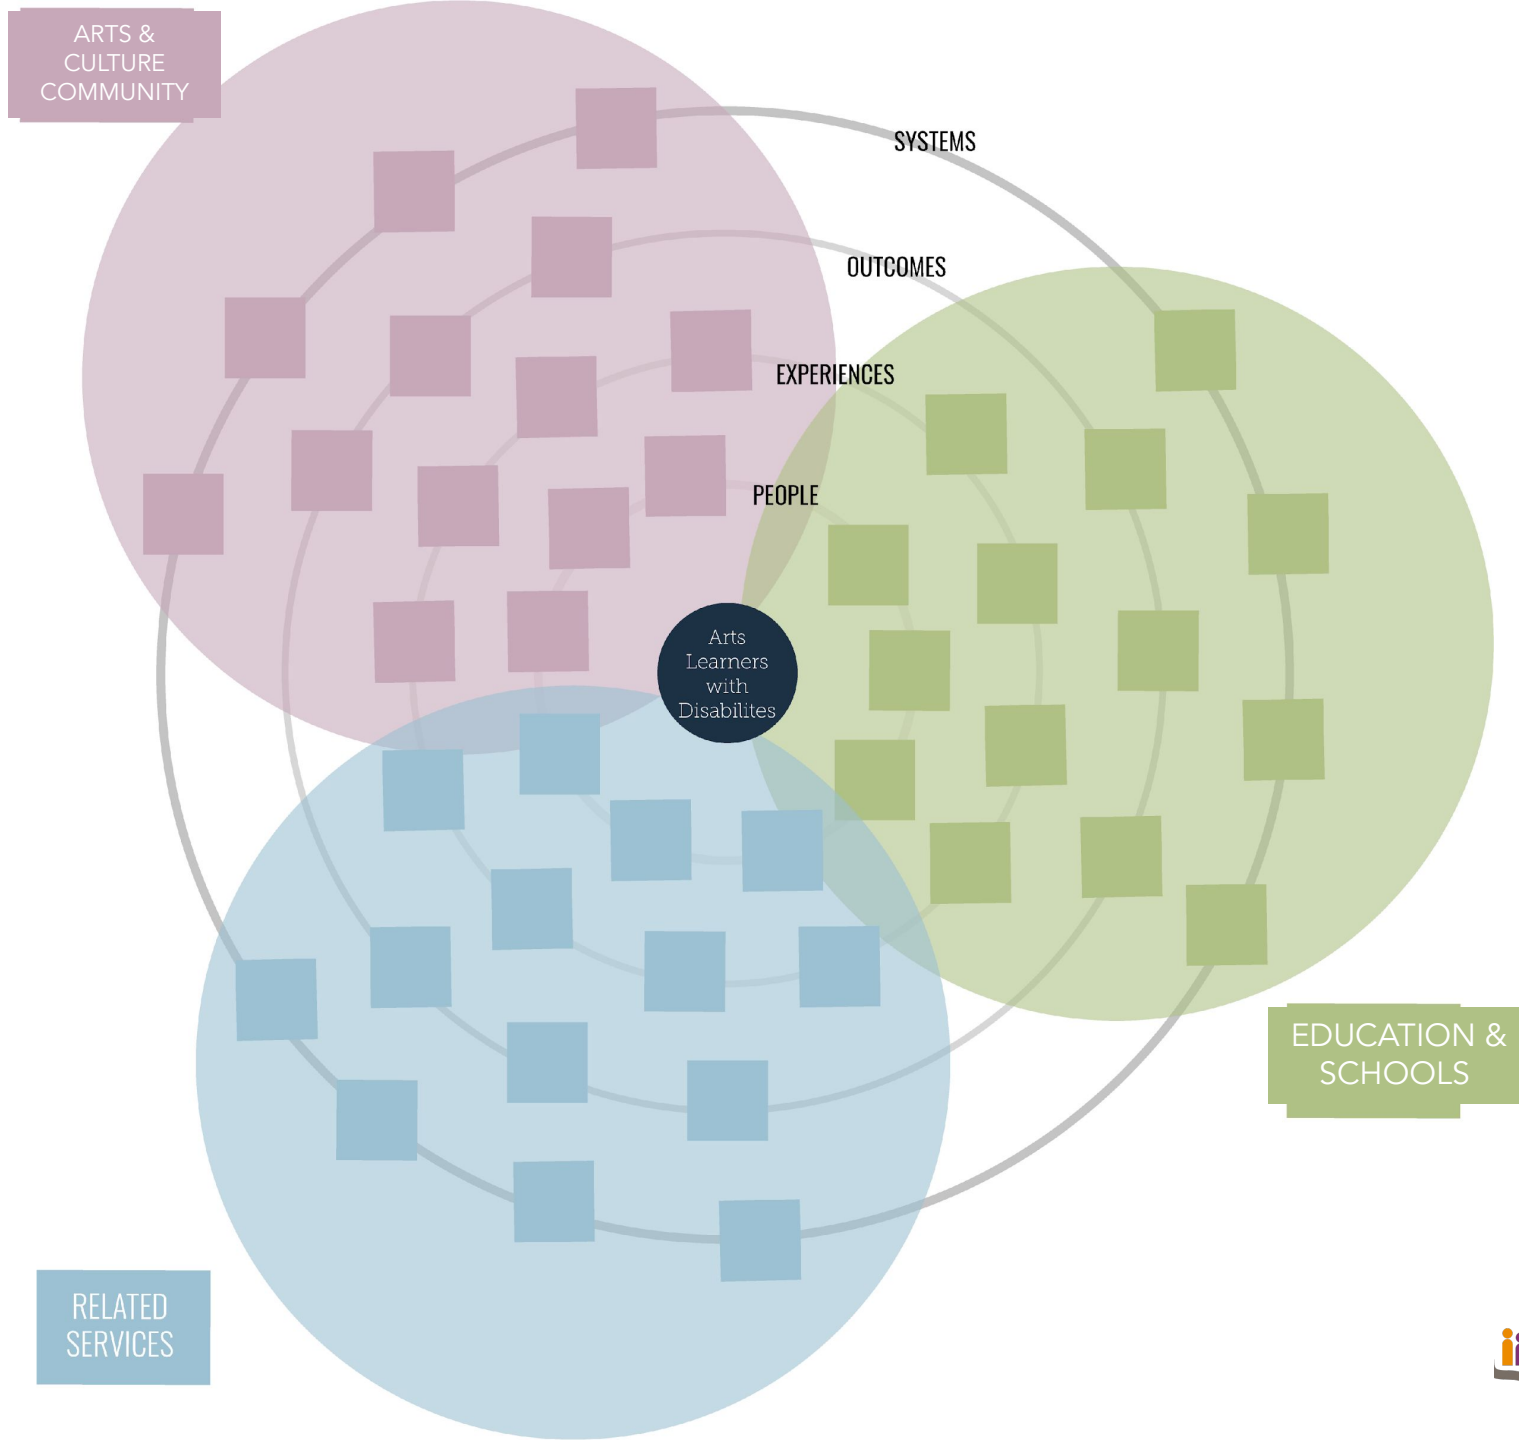 ARTS &
CULTURE
COMMUNITY
SYSTEMS
OUTCOMES
EXPERIENCES
PEOPLE
Arts
Learners
with
Disabilites
EDUCATION &
SCHOOLS
RELATED
SERVICES